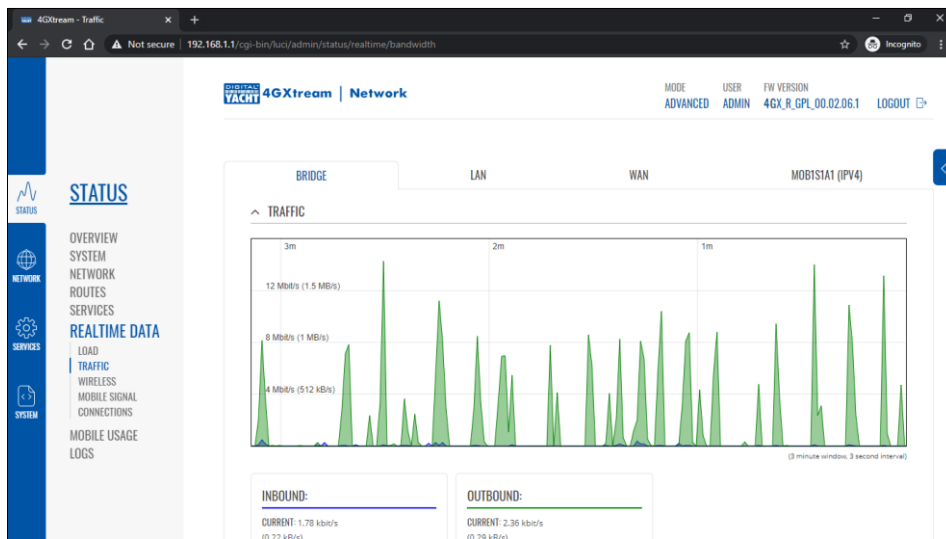 4GXtream - Traffic
Not secure | 192.168.1.1/cgi-bin/luci/admin/status/realtime/bandwidth
Incognito
DIGITAL YACHT 4GXtream | Network
MODE USER FW VERSION
ADVANCED ADMIN 4GX_R_GPL_00.02.06.1 LOGOUT
STATUS
NETWORK
SERVICES
SYSTEM
STATUS
OVERVIEW
SYSTEM
NETWORK
ROUTES
SERVICES
REALTIME DATA
LOAD
TRAFFIC
WIRELESS
MOBILE SIGNAL
CONNECTIONS
MOBILE USAGE
LOGS
BRIDGE LAN WAN MOB1S1A1 (IPV4)
TRAFFIC
3m 2m 1m
12 Mbit/s (1.5 MB/s)
8 Mbit/s (1 MB/s)
4 Mbit/s (512 kB/s)
(3 minute window, 3 second interval)
INBOUND:
CURRENT: 1.78 kbit/s
(0.22 kB/s)
OUTBOUND:
CURRENT: 2.36 kbit/s
(0.29 kB/s)